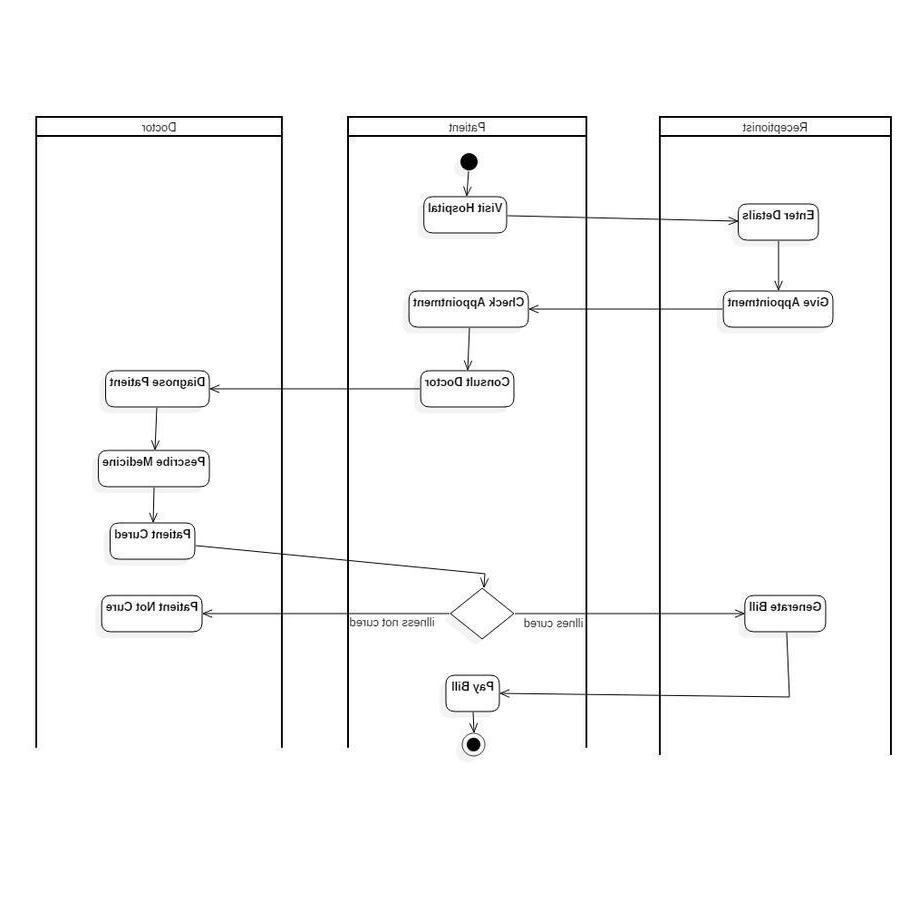 Receptionist
Patient
Doctor
Visit Hospital
Enter Details
Give Appointment
Check Appointment
Consult Doctor
Diagnose Patient
Pescribe Medicine
Patient Cured
Generate Bill
Patient Not Cure
illnes cured
illness not cured
Pay Bill